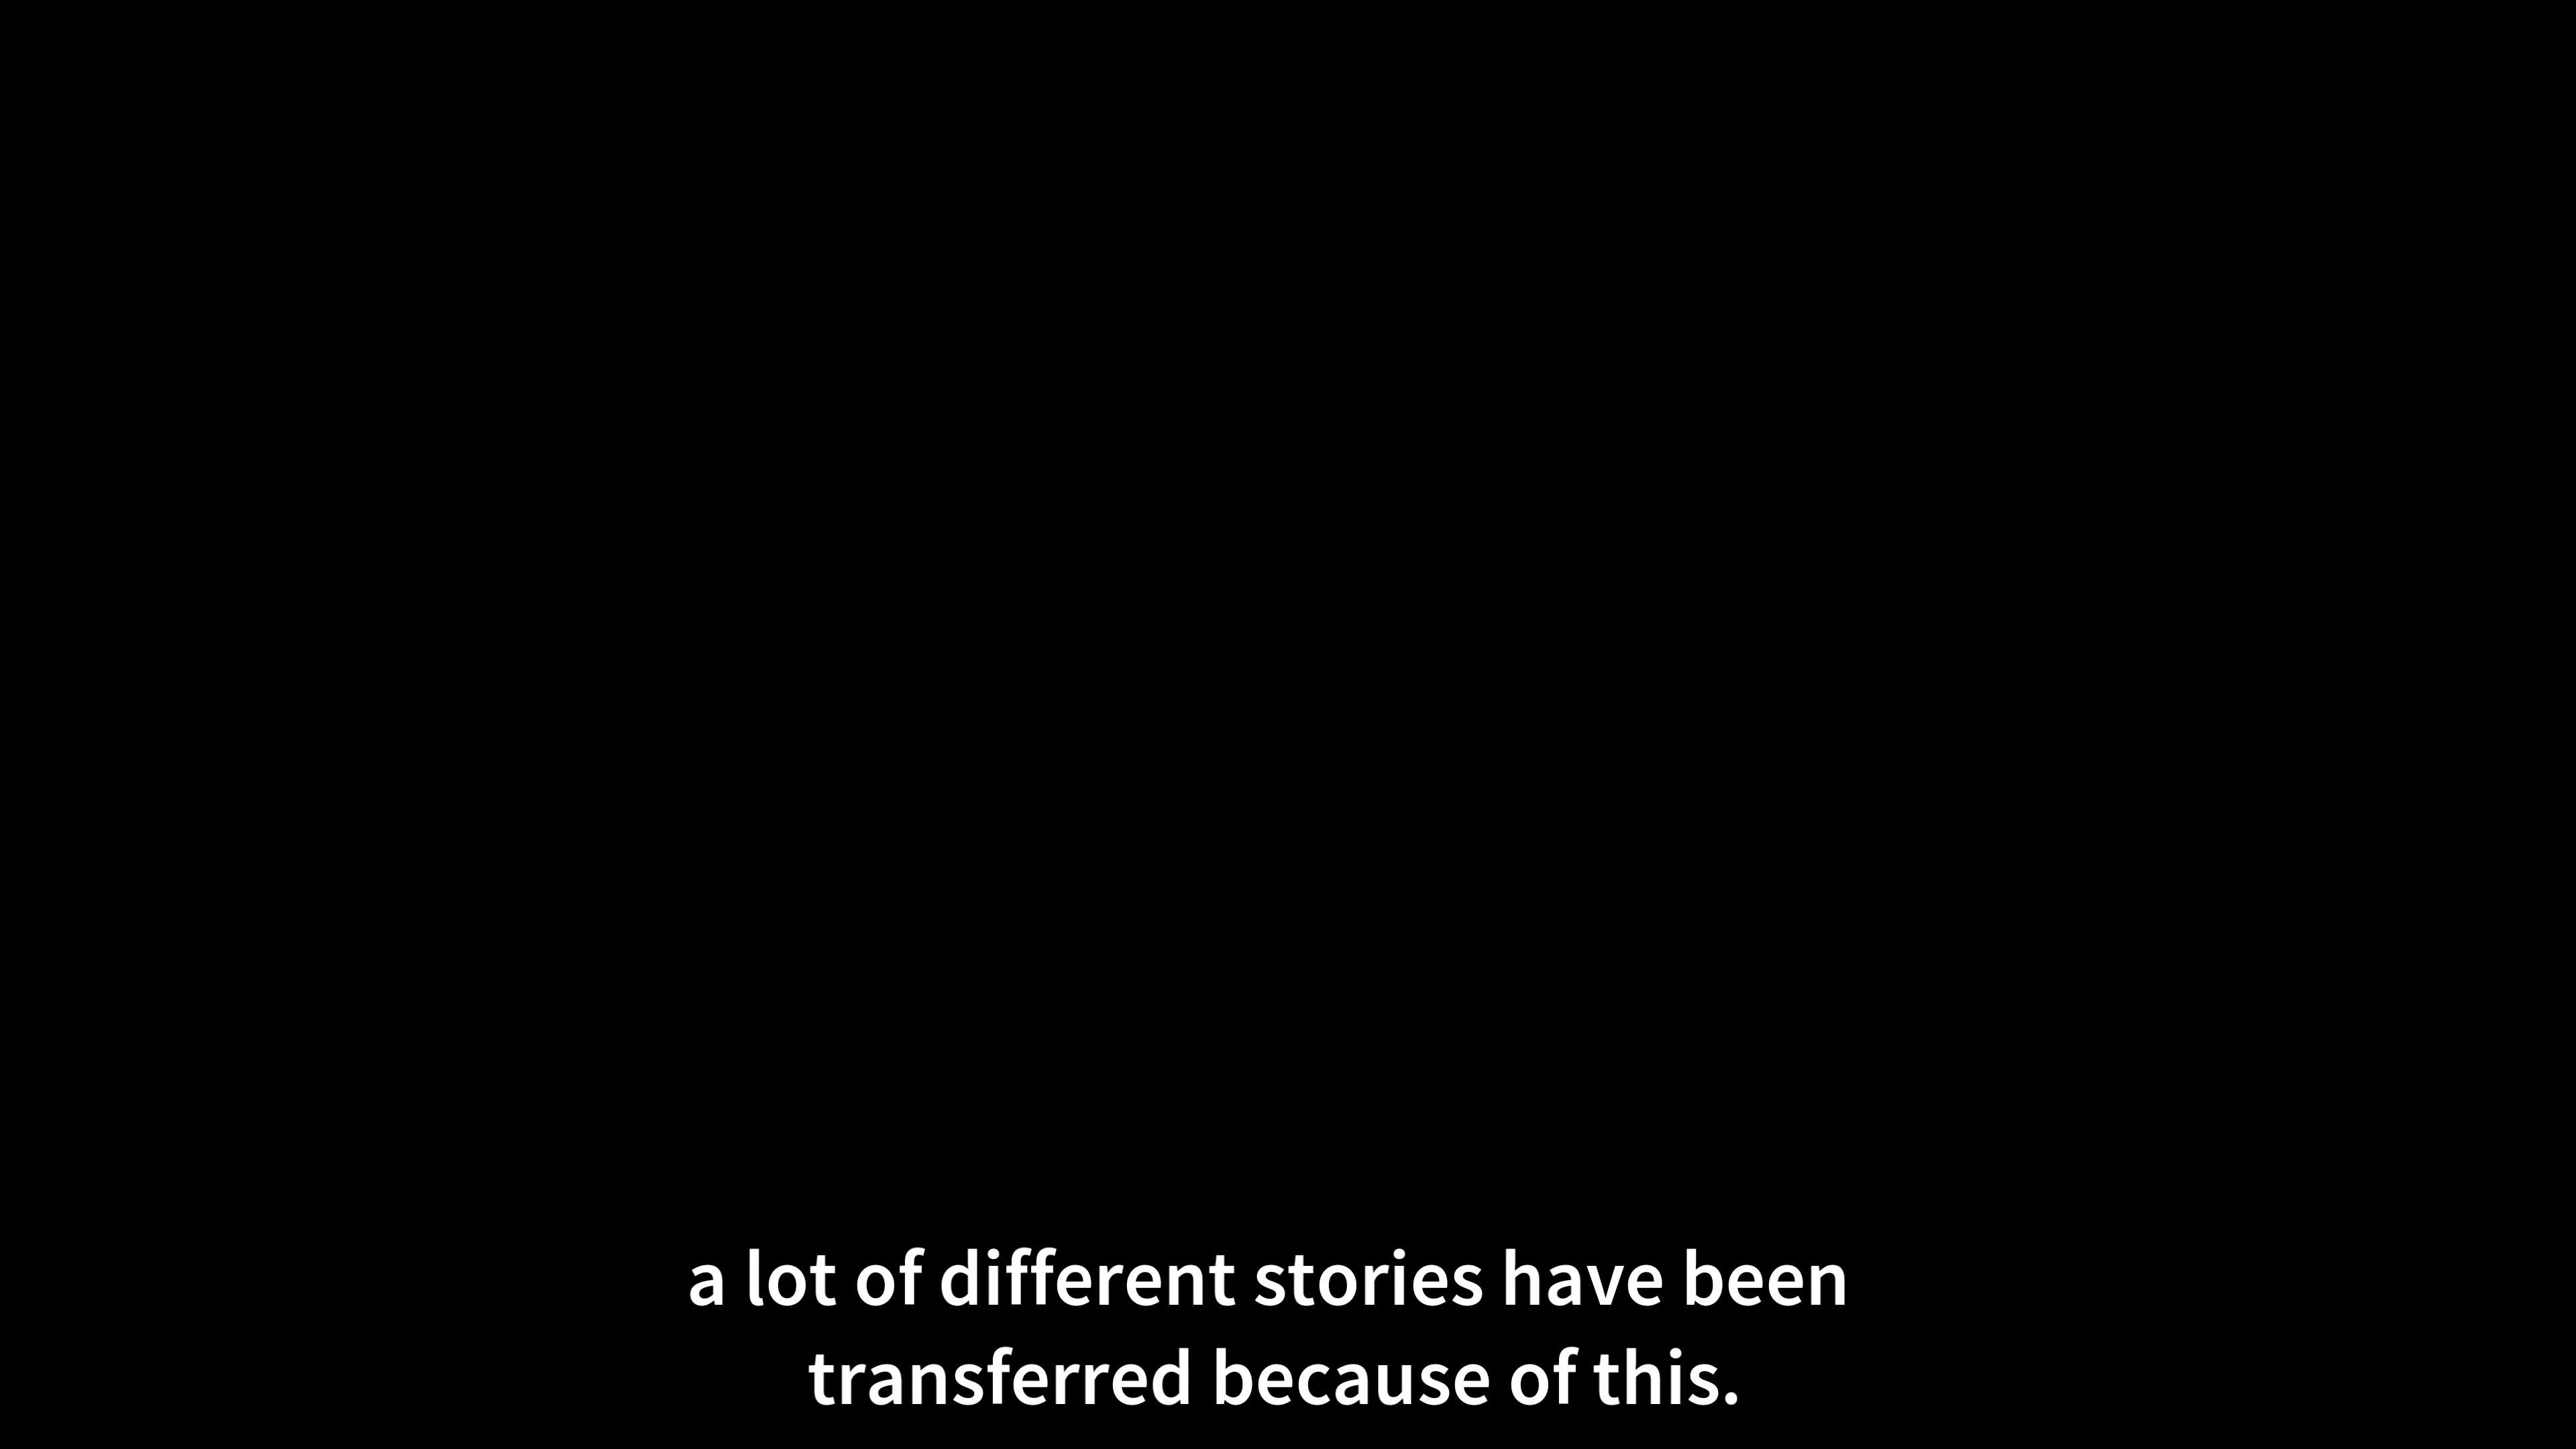 a lot of different stories have been
transferred because of this.